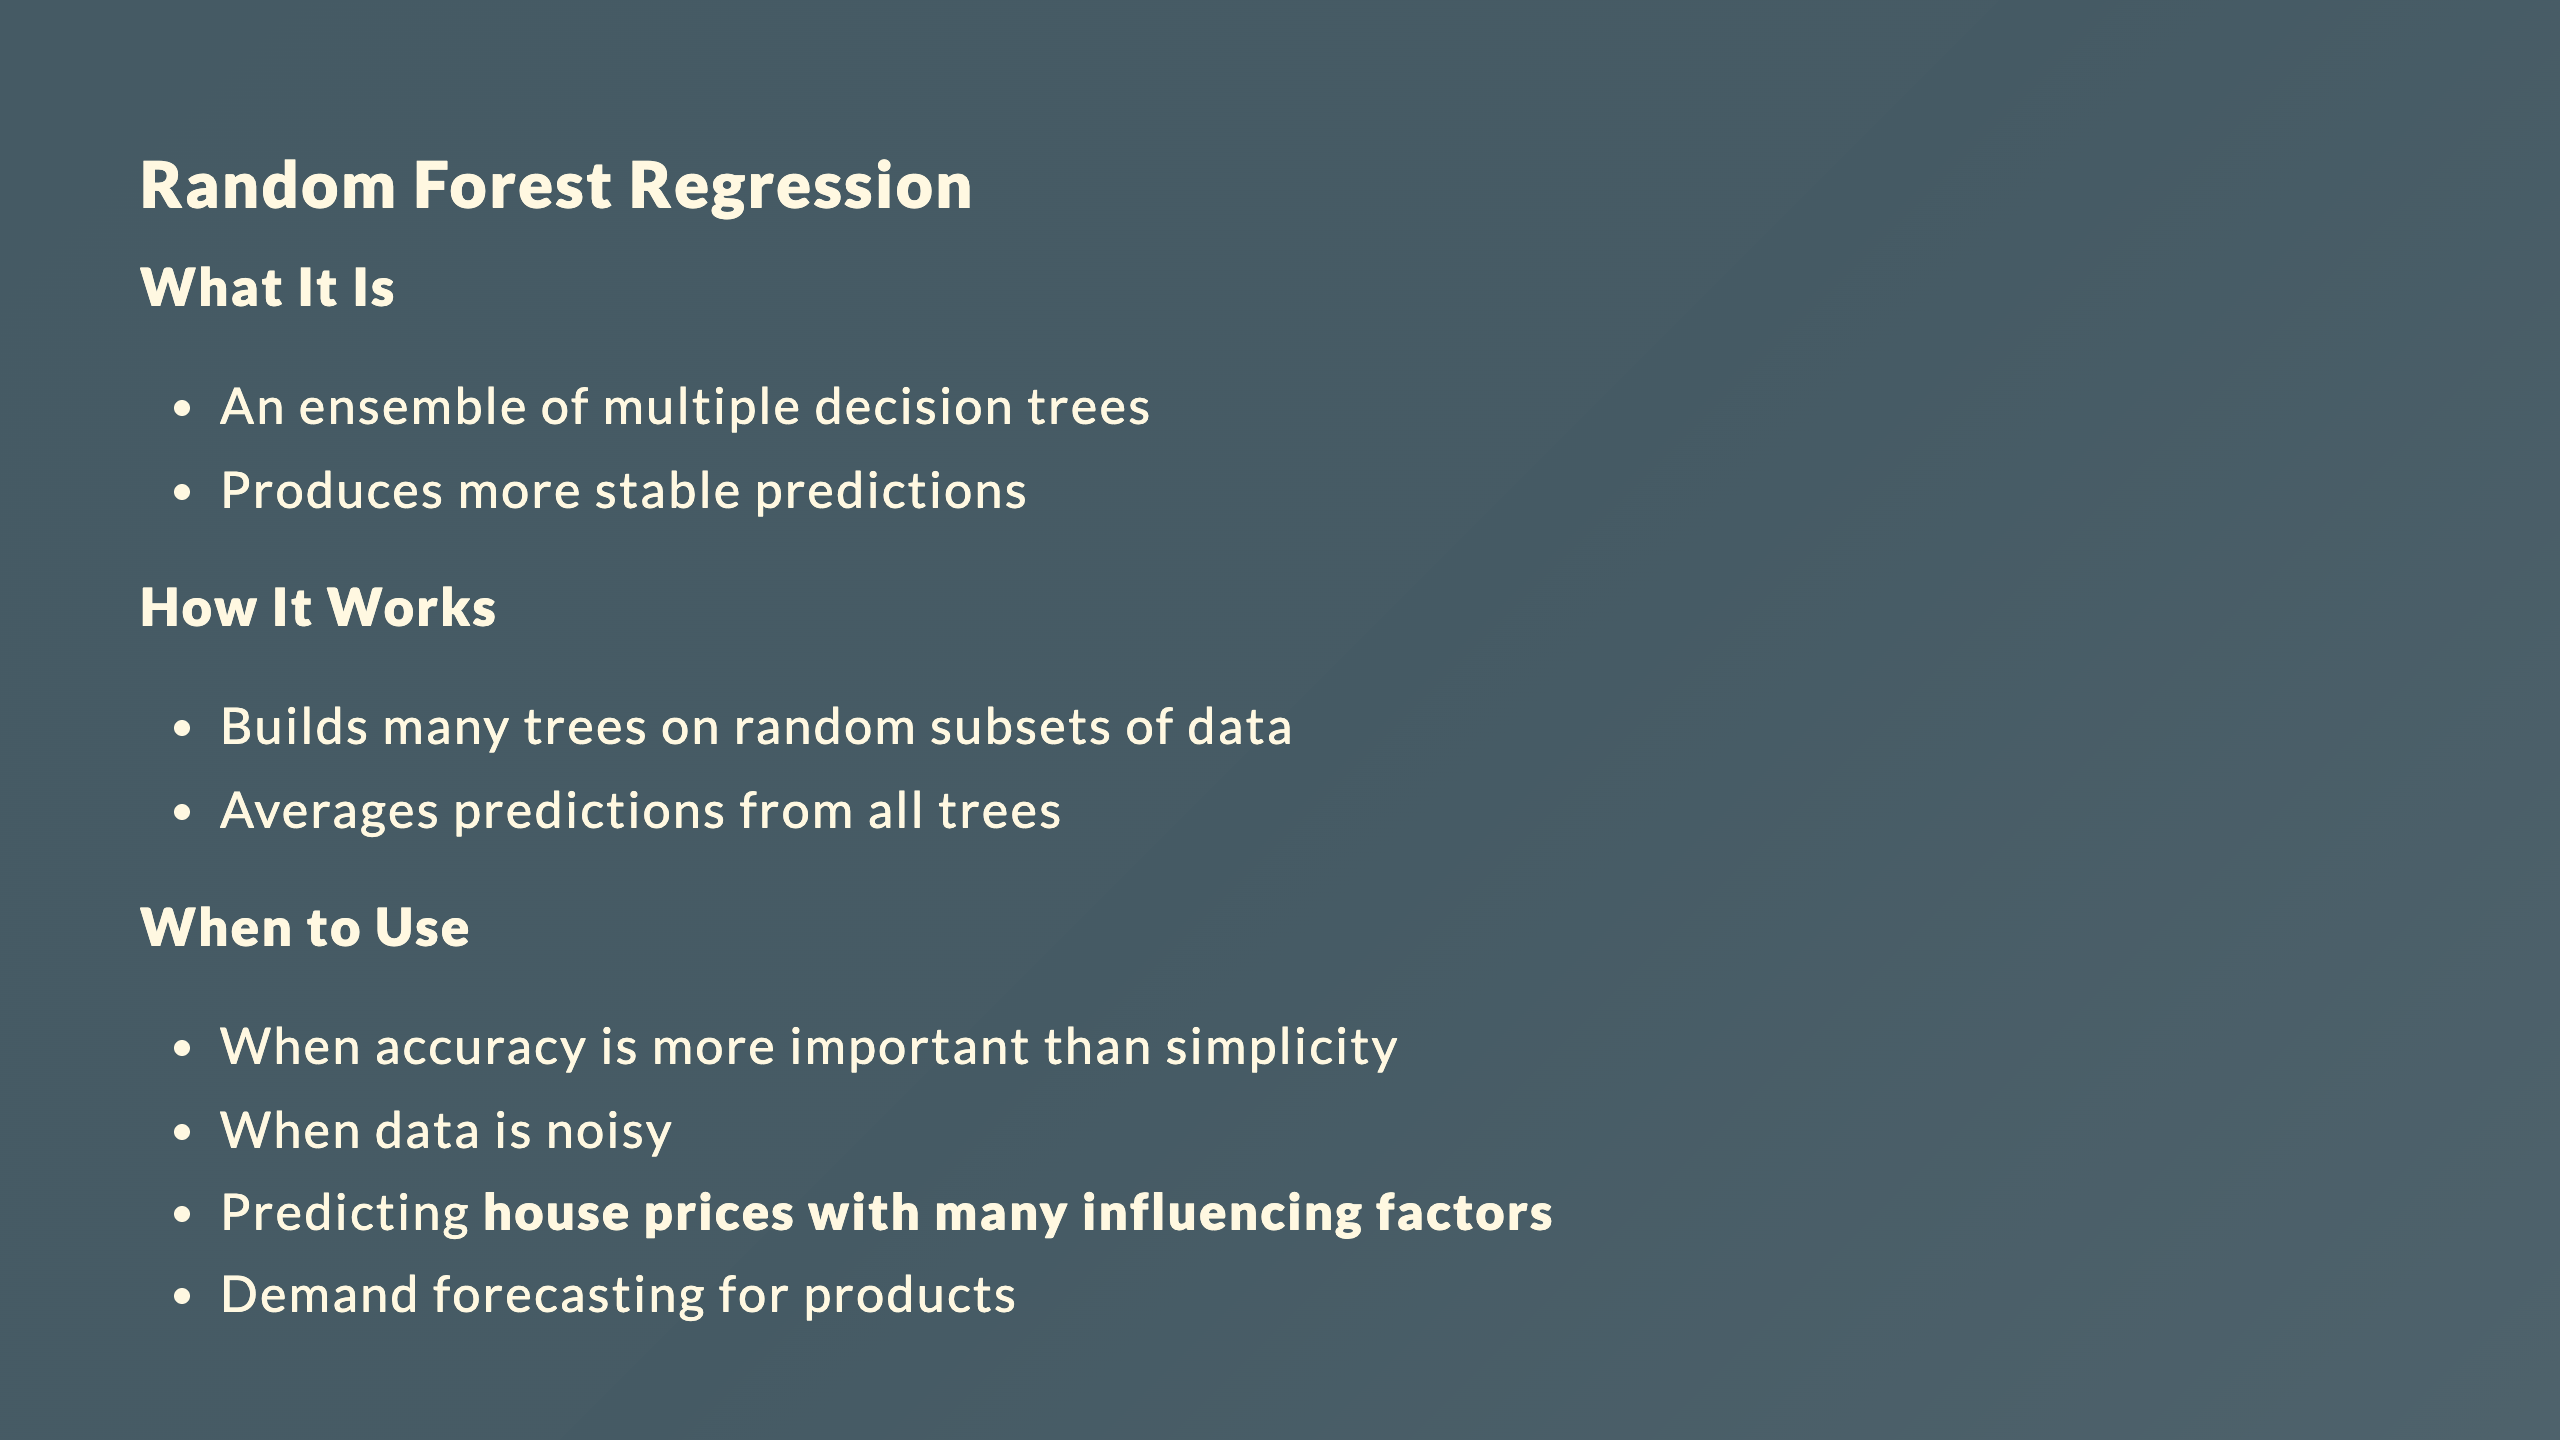 Random Forest Regression
What It Is
• An ensemble of multiple decision trees
• Produces more stable predictions
How It Works
• Builds many trees on random subsets of data
• Averages predictions from all trees
When to Use
• When accuracy is more important than simplicity
• When data is noisy
• Predicting house prices with many influencing factors
• Demand forecasting for products